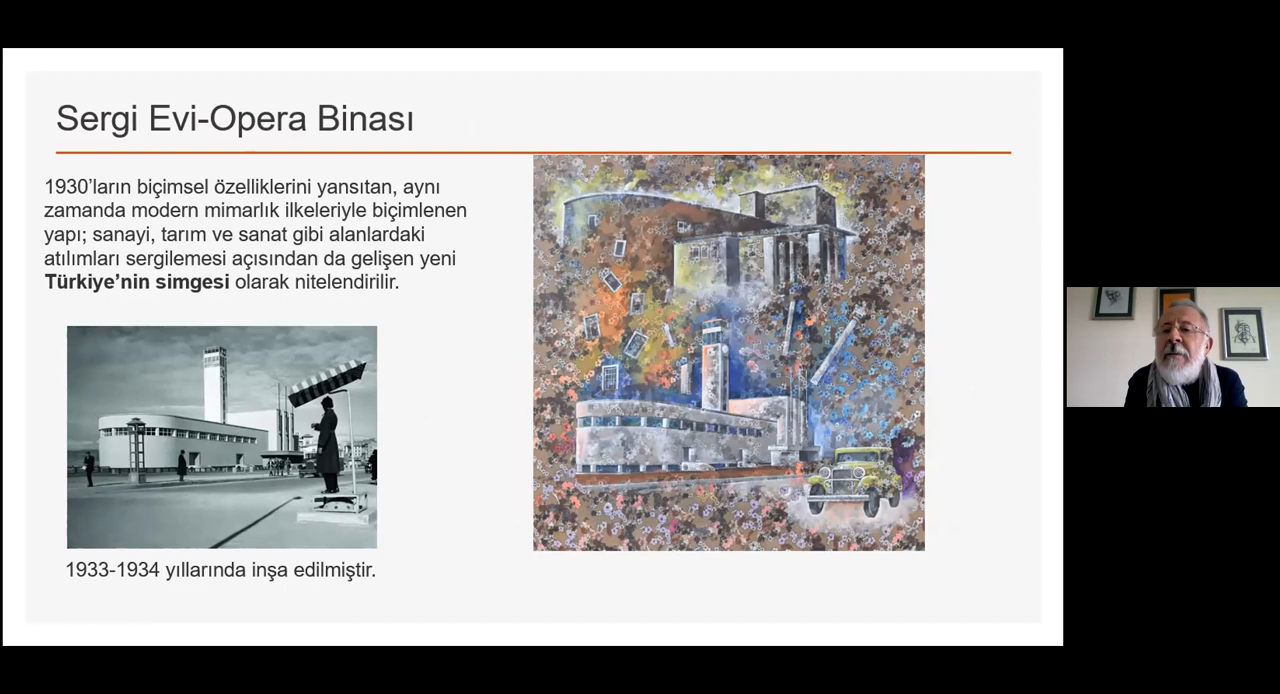 Sergi Evi-Opera Binası
1930’ların biçimsel özelliklerini yansıtan, aynı
zamanda modern mimarlık ilkeleriyle biçimlenen
yapı; sanayi, tarım ve sanat gibi alanlardaki
atılımları sergilemesi açısından da gelişen yeni
Türkiye’nin simgesi olarak nitelendirilir.
1933-1934 yıllarında inşa edilmiştir.